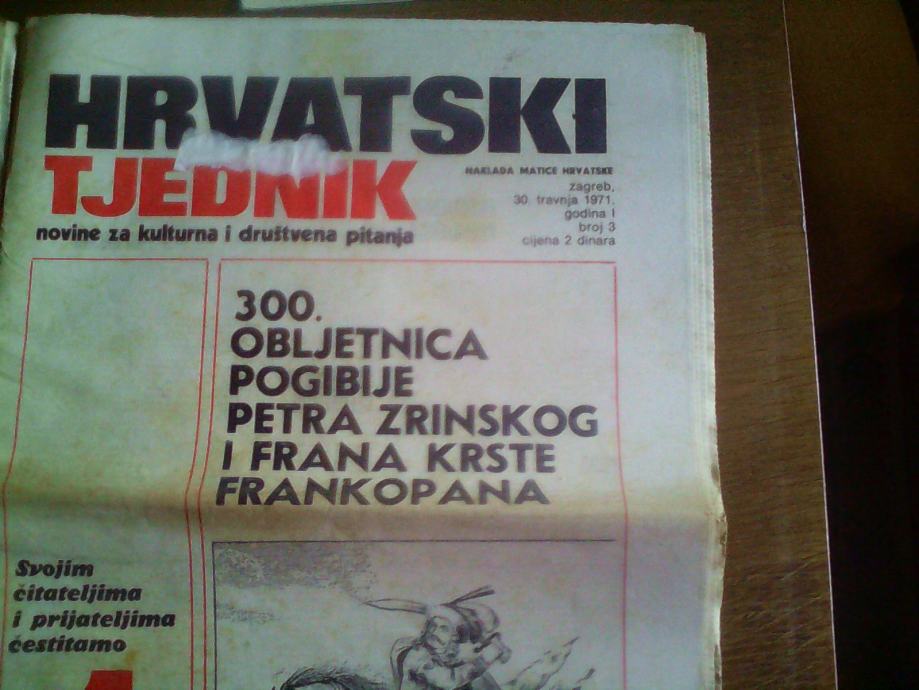 HRVATSKI
TJEDNIK
novine za kulturna i društvena pitanja
NAKLADA MATICE HRVATSKE
zagreb,
30. travnja 1971.
godina I
broj 3
cijena 2 dinara
300.
OBLJETNICA
POGIBIJE
PETRA ZRINSKOG
I FRANA KRSTE
FRANKOPANA
Svojim
čitateljima
i prijateljima
čestitamo